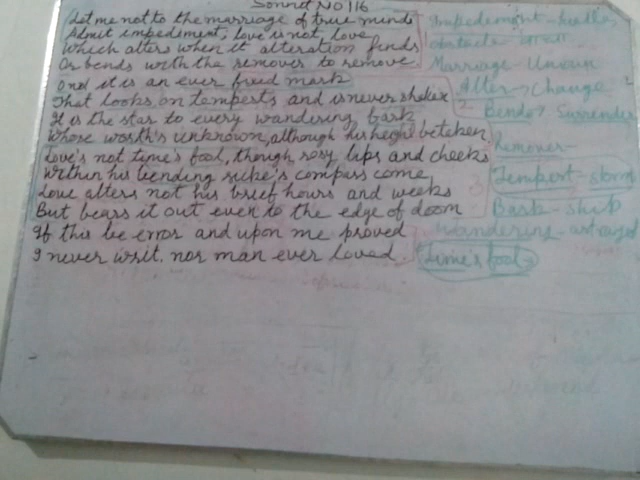 Sonnet No 116
Let me not to the marriage of true minds
Admit impediment, love is not, love
Which alters when it alteration finds
Or bends with the remover to remove.
Ond it is an ever fixed mark
That looks on tempests and is never shaken
It is the star to every wandering bark
Whose worth's unknown, although his height be taken
Love's not time's fool, though rosy lips and cheeks
Within his bending sickle's compass come,
Love alters not his brief hours and weeks
But bears it out even to the edge of doom
If this be error and upon me proved
I never writ. nor man ever loved.
Impedement -
obstacle -
Marriage - Union
Alter → Change
Bends → Surrender
Remover -
Tempest - storm
Bark - ship
Wandering - astrayed
time's fool →